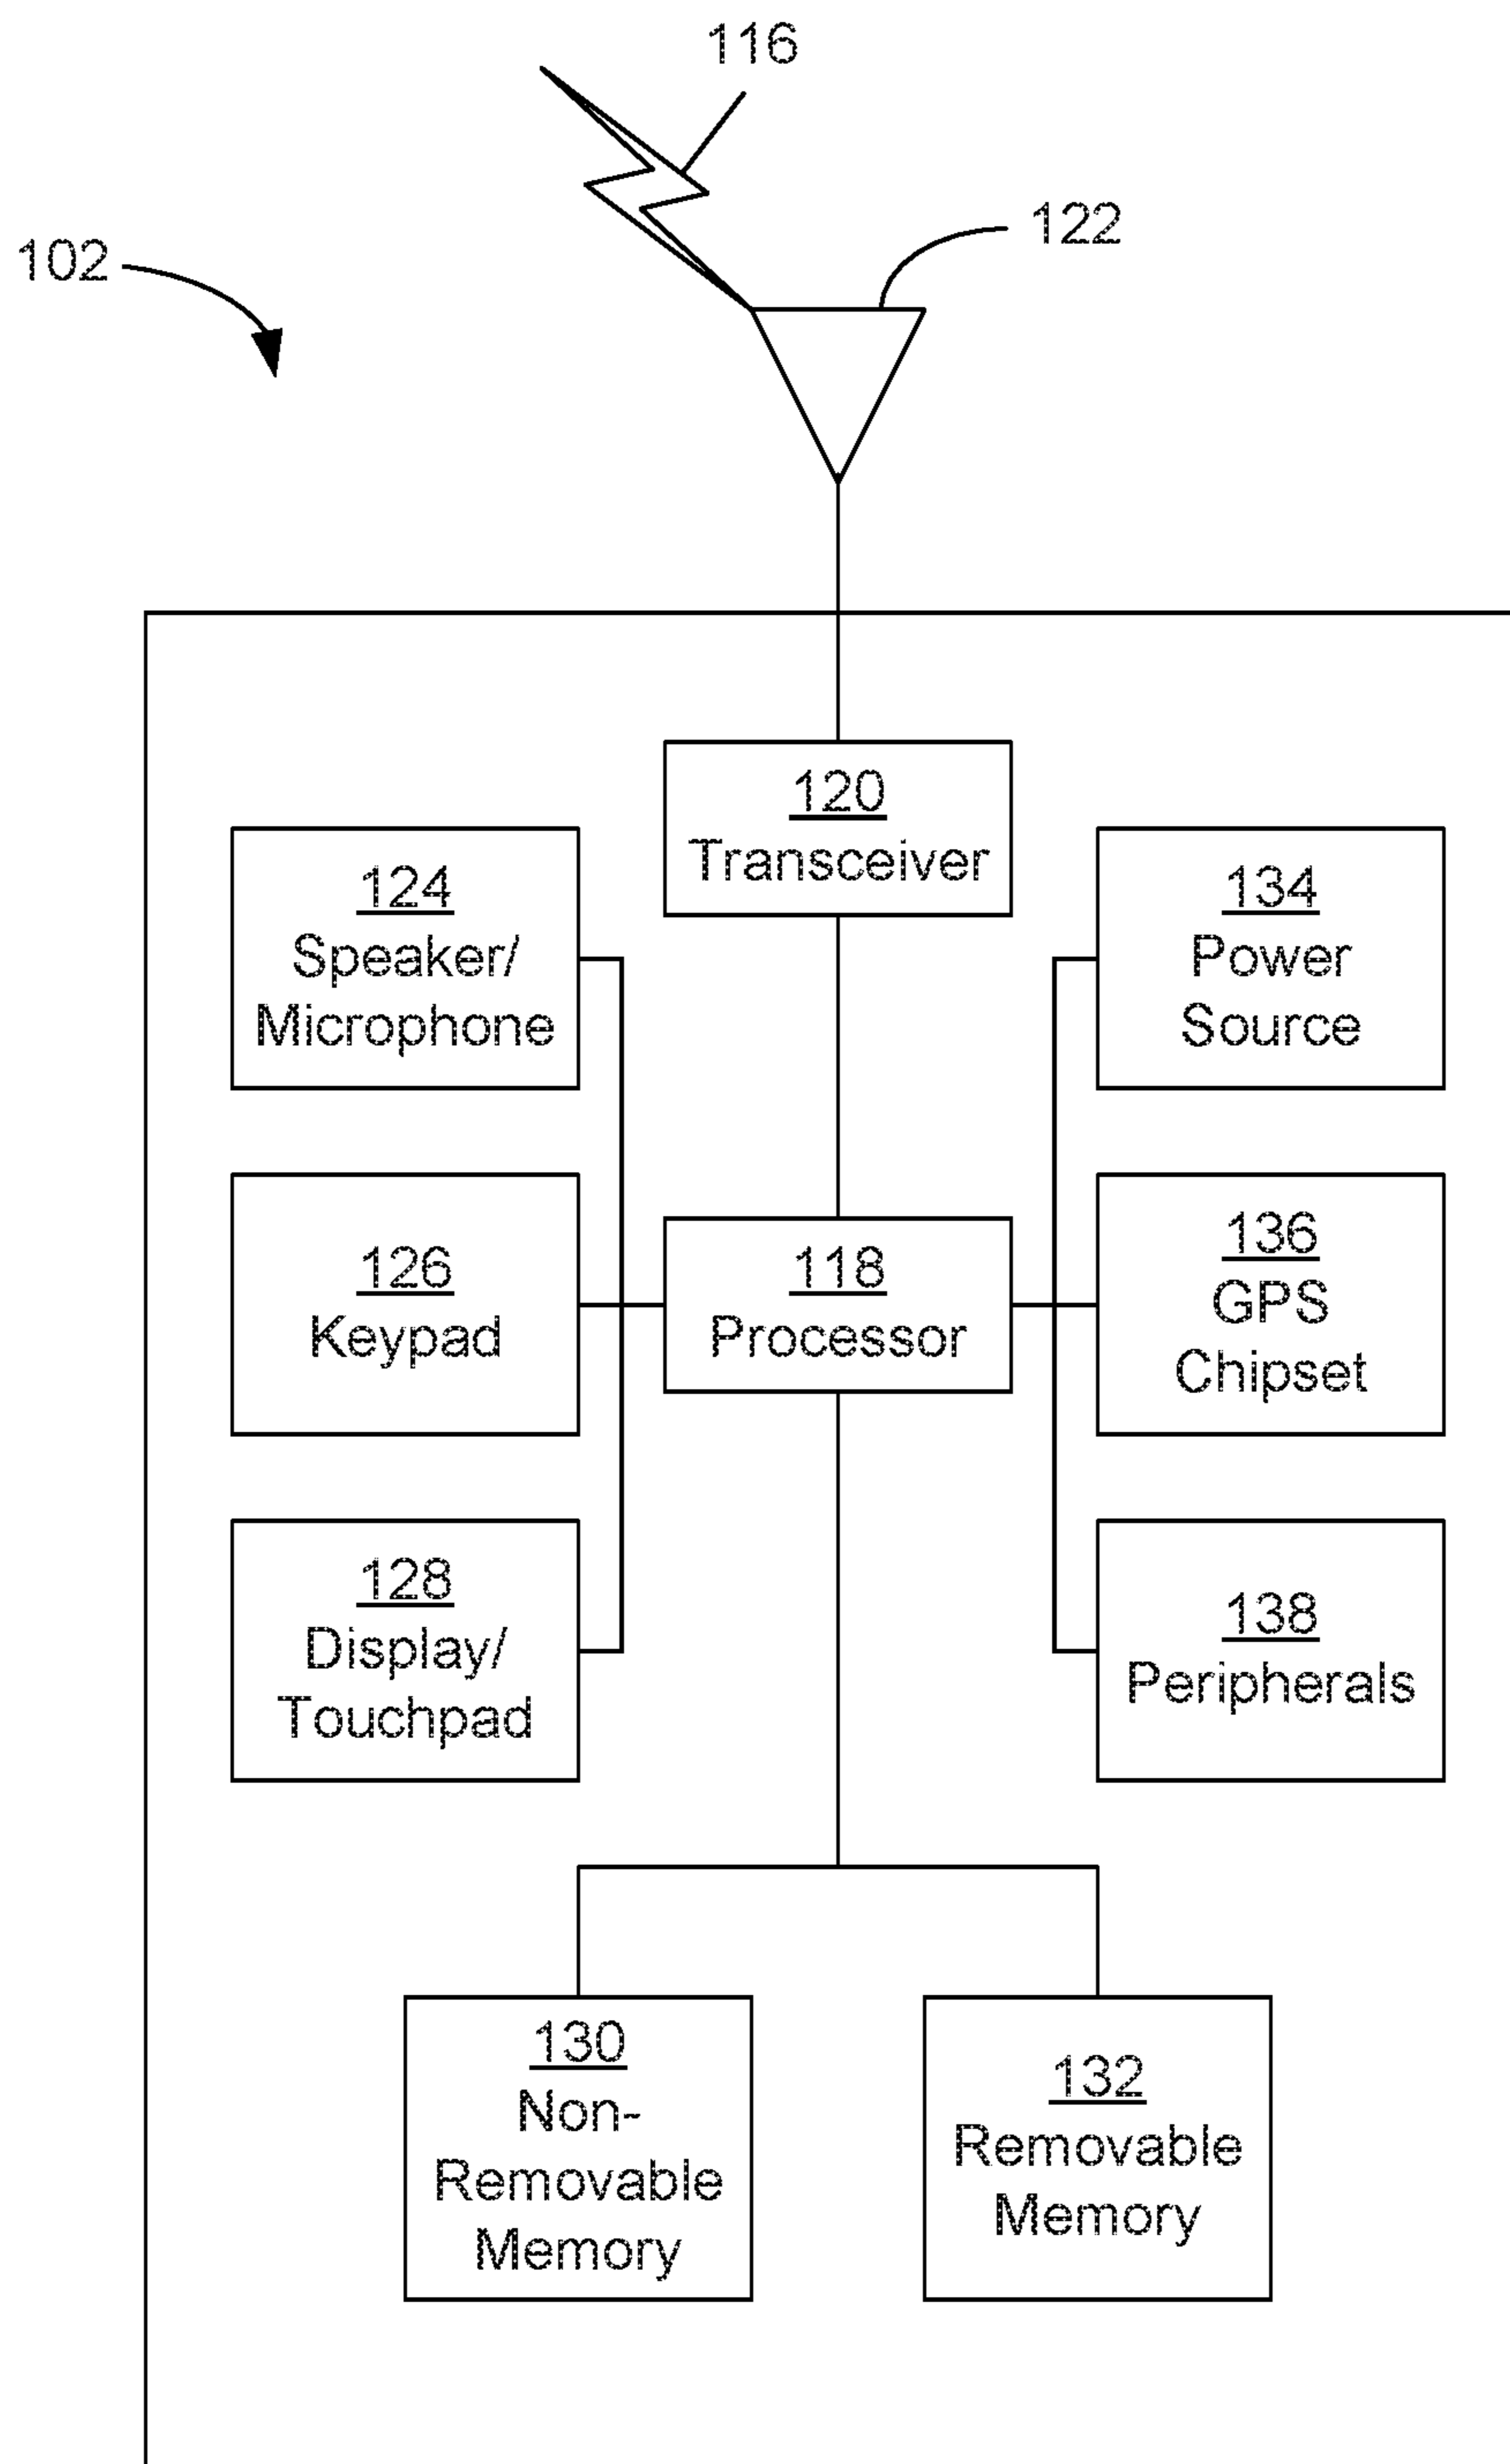 116
122
102
120
Transceiver
124
Speaker/
Microphone
134
Power
Source
126
Keypad
118
Processor
136
GPS
Chipset
128
Display/
Touchpad
138
Peripherals
130
Non-
Removable
Memory
132
Removable
Memory